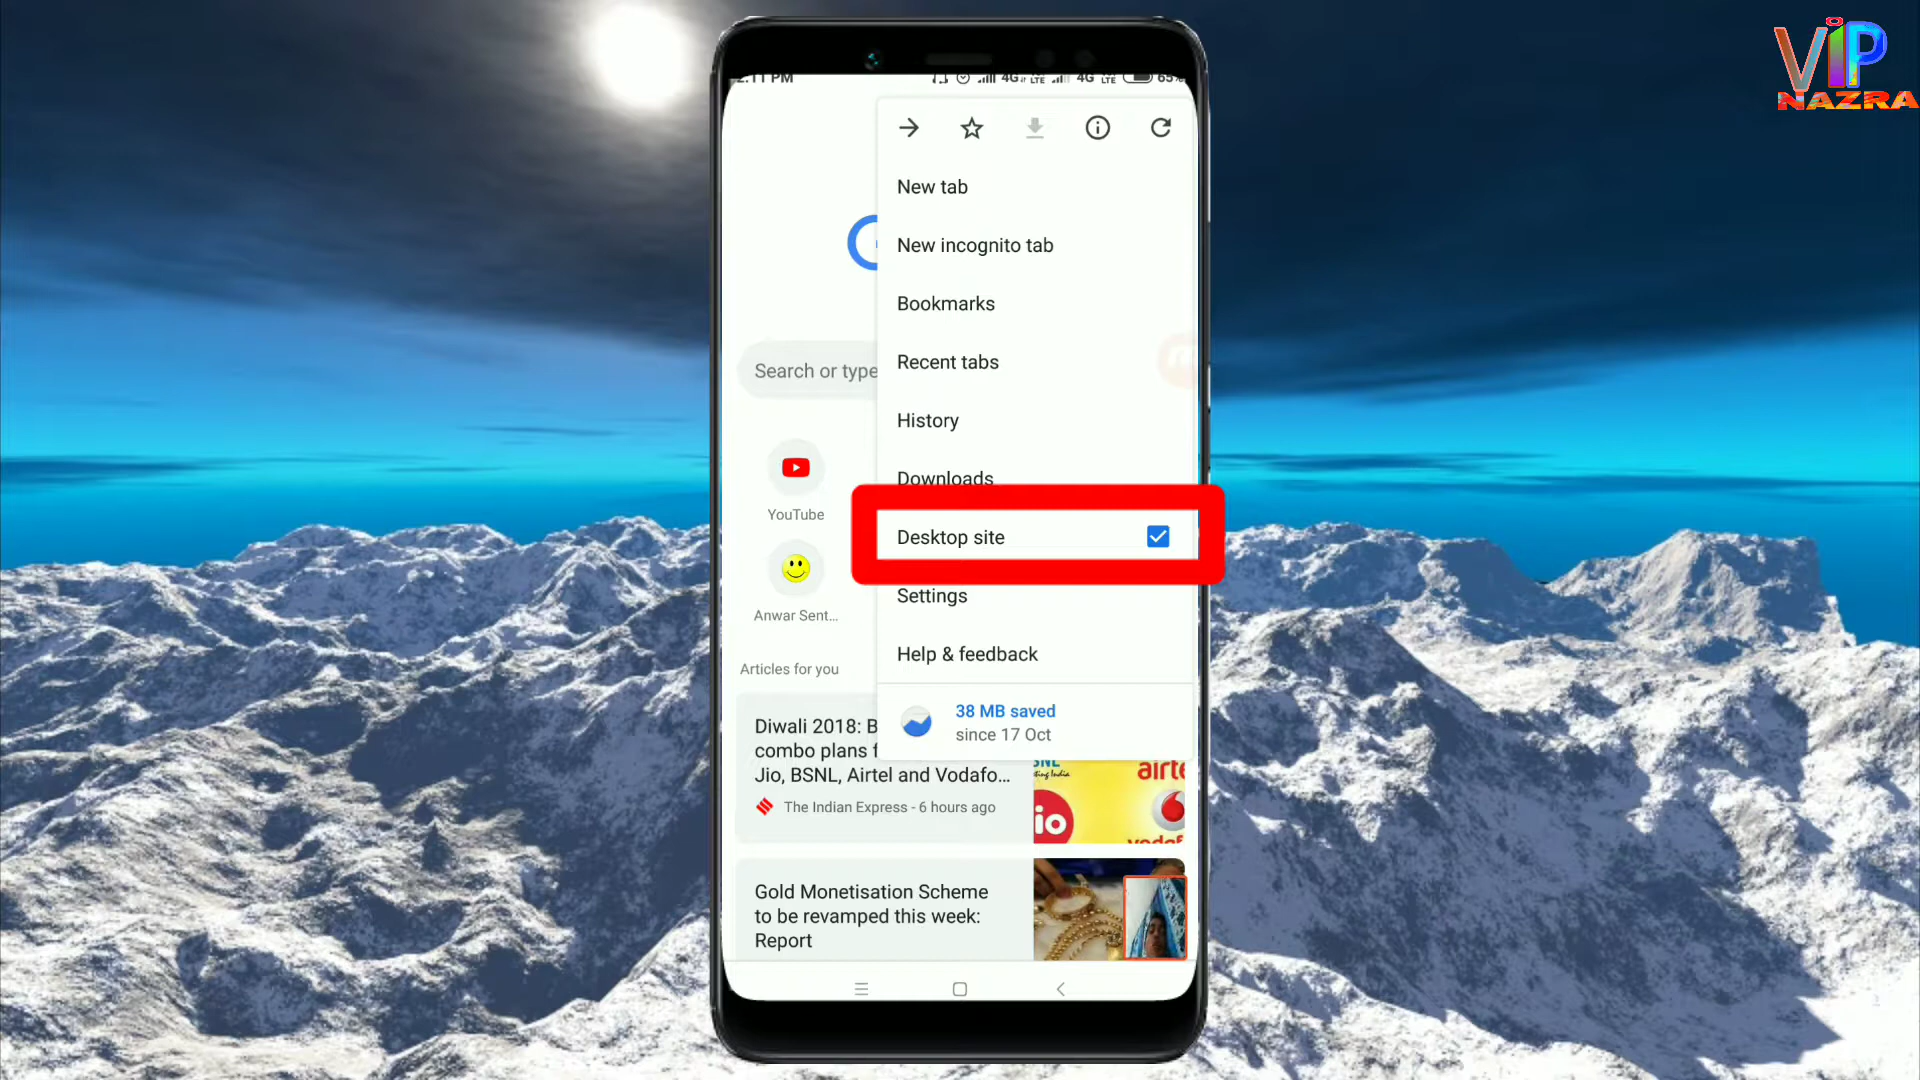 VIP
NAZRA
2:11 PM
4G LTE 4G LTE 65%
New tab
New incognito tab
Bookmarks
Search or type
Recent tabs
History
Downloads
YouTube
Desktop site
Anwar Sent...
Settings
Articles for you
Help & feedback
38 MB saved
since 17 Oct
Diwali 2018: B
combo plans f
Jio, BSNL, Airtel and Vodafo...
The Indian Express - 6 hours ago
airte
io
Gold Monetisation Scheme
to be revamped this week:
Report